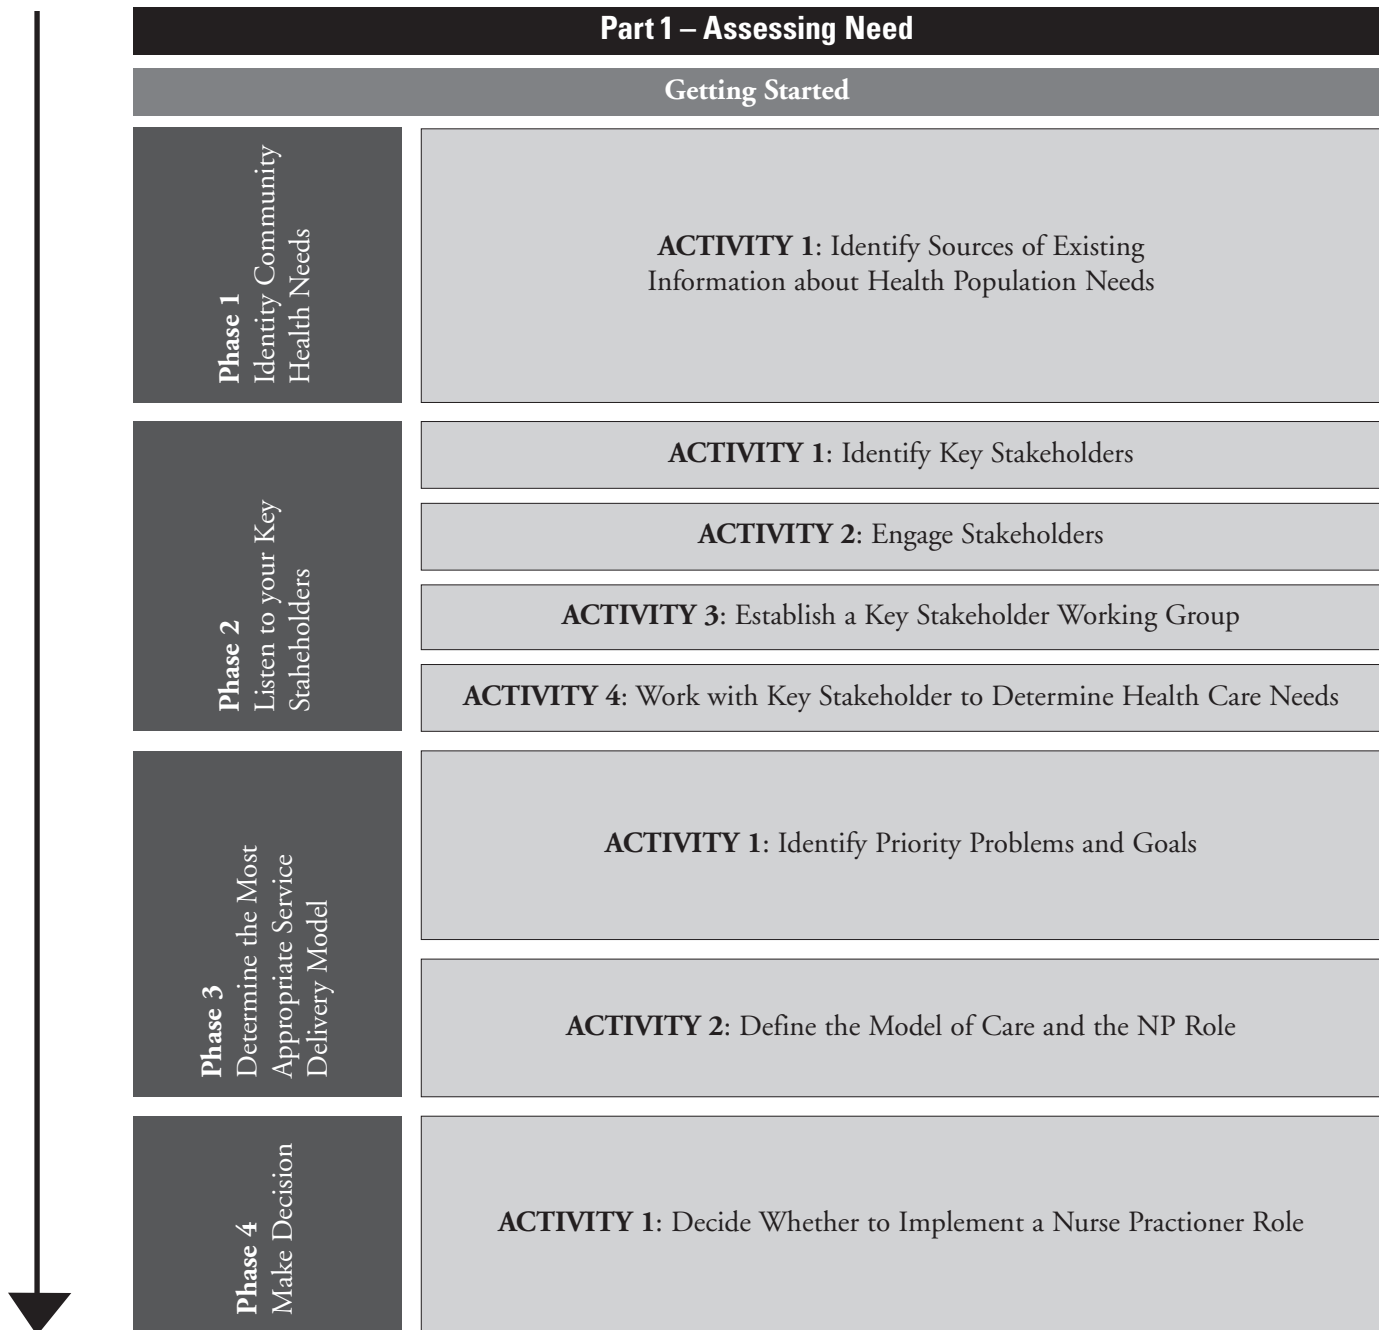 Part 1 – Assessing Need
Getting Started
Phase 1
Identity Community
Health Needs
ACTIVITY 1: Identify Sources of Existing
Information about Health Population Needs
Phase 2
Listen to your Key
Staheholders
ACTIVITY 1: Identify Key Stakeholders
ACTIVITY 2: Engage Stakeholders
ACTIVITY 3: Establish a Key Stakeholder Working Group
ACTIVITY 4: Work with Key Stakeholder to Determine Health Care Needs
Phase 3
Determine the Most
Appropriate Service
Delivery Model
ACTIVITY 1: Identify Priority Problems and Goals
ACTIVITY 2: Define the Model of Care and the NP Role
Phase 4
Make Decision
ACTIVITY 1: Decide Whether to Implement a Nurse Practioner Role